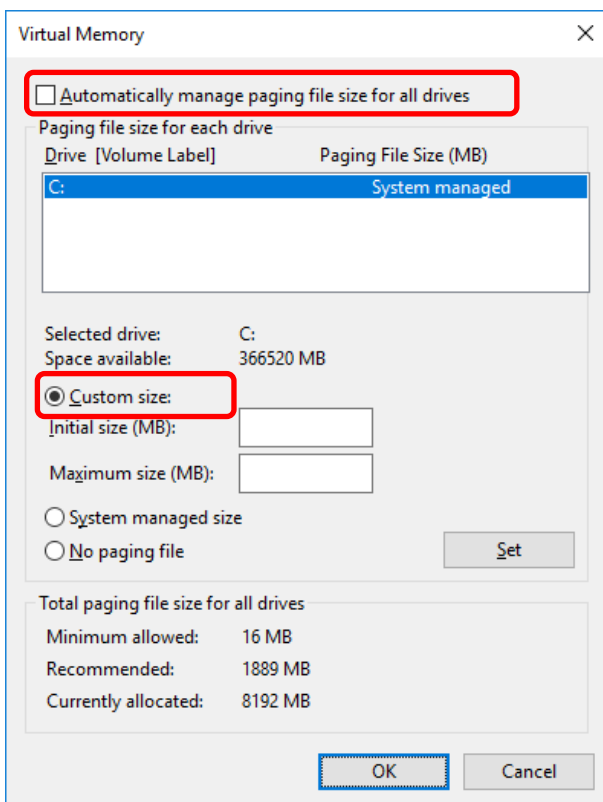 Virtual Memory
Automatically manage paging file size for all drives
Paging file size for each drive
Drive [Volume Label] Paging File Size (MB)
C: System managed
Selected drive: C:
Space available: 366520 MB
Custom size:
Initial size (MB):
Maximum size (MB):
System managed size
No paging file Set
Total paging file size for all drives
Minimum allowed: 16 MB
Recommended: 1889 MB
Currently allocated: 8192 MB
OK Cancel